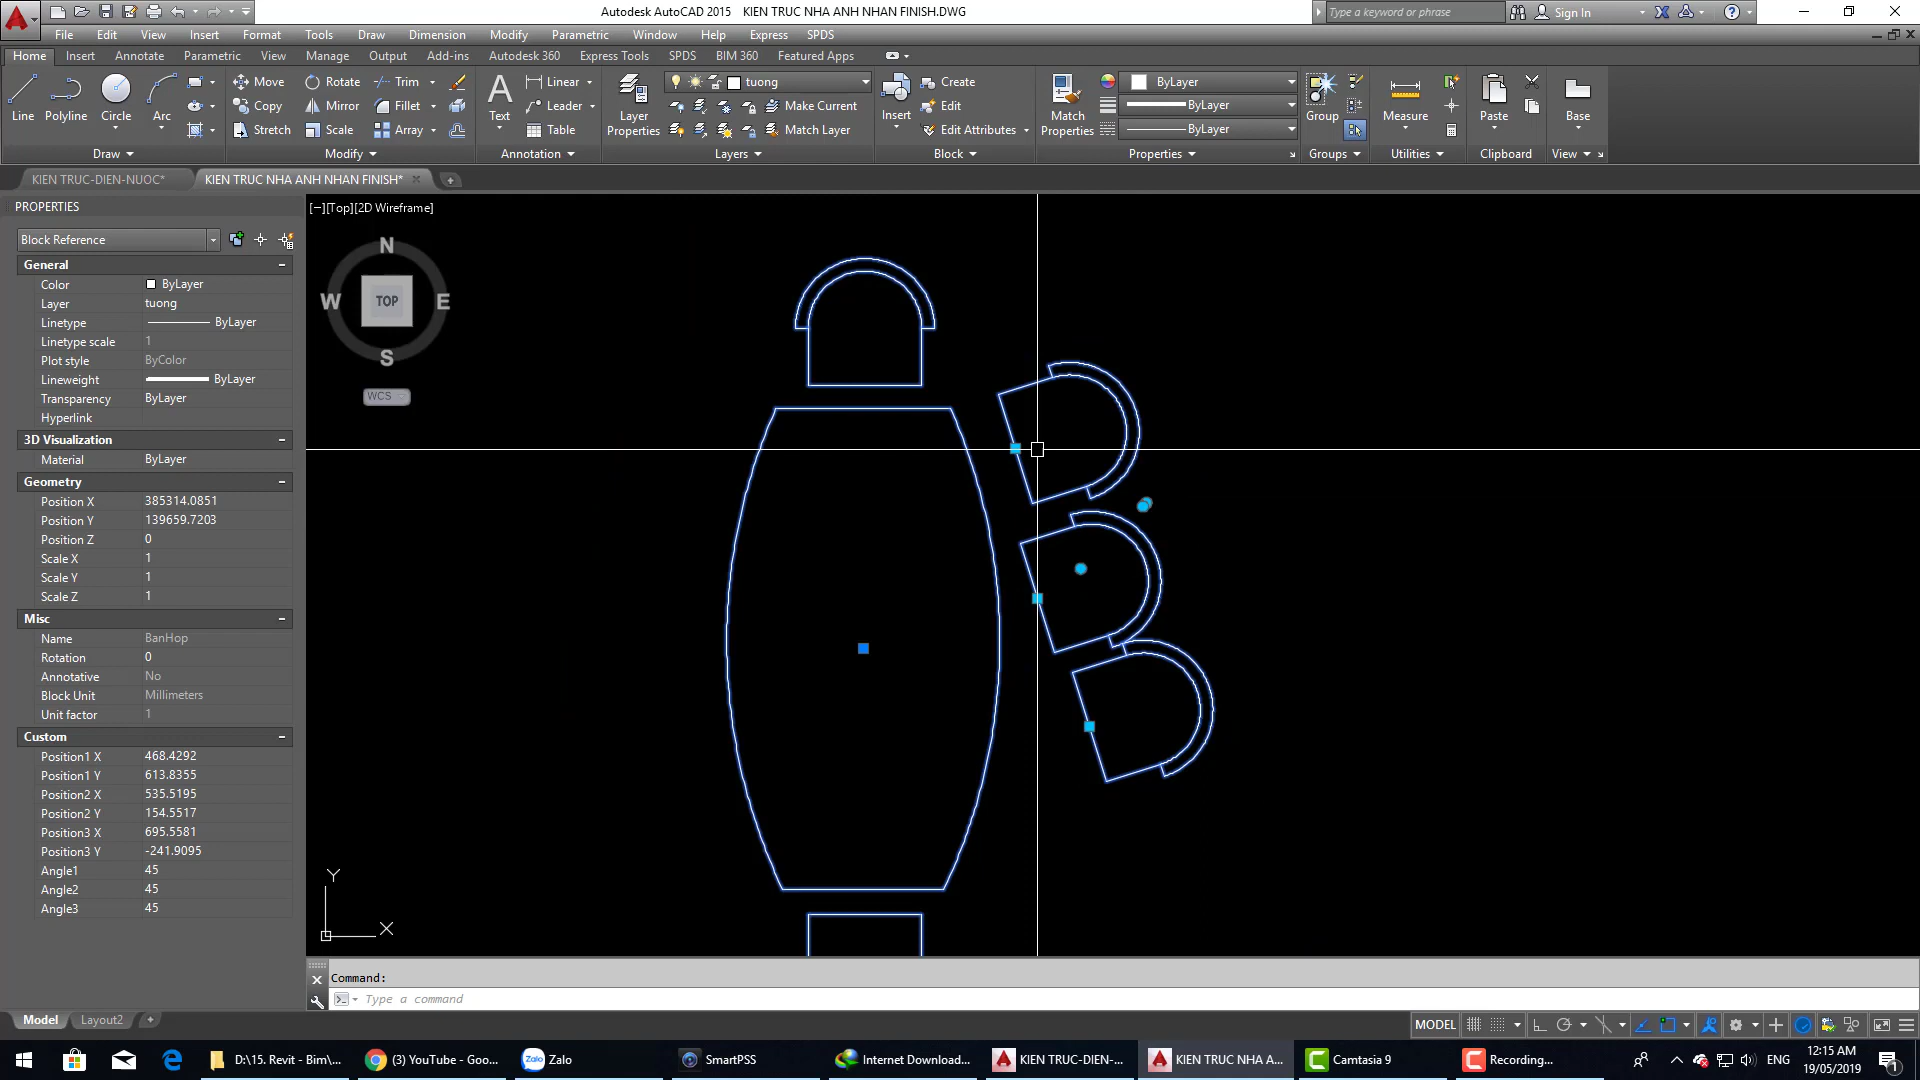 Autodesk AutoCAD 2015 KIEN TRUC NHA ANH NHAN FINISH.DWG
Type a keyword or phrase
Sign In
File Edit View Insert Format Tools Draw Dimension Modify Parametric Window Help Express SPDS
Home Insert Annotate Parametric View Manage Output Add-ins Autodesk 360 Express Tools SPDS BIM 360 Featured Apps
Line Polyline Circle Arc
Move Rotate Trim
Copy Mirror Fillet
Stretch Scale Array
Text
Linear
Leader
Table
Layer Properties
tuong
Make Current
Match Layer
Insert
Create
Edit
Edit Attributes
Match Properties
ByLayer
ByLayer
ByLayer
Group
Measure
Paste
Base
Draw Modify Annotation Layers Block Properties Groups Utilities Clipboard View
KIEN TRUC-DIEN-NUOC* KIEN TRUC NHA ANH NHAN FINISH*
PROPERTIES
Block Reference
General
Color ByLayer
Layer tuong
Linetype ByLayer
Linetype scale 1
Plot style ByColor
Lineweight ByLayer
Transparency ByLayer
Hyperlink
3D Visualization
Material ByLayer
Geometry
Position X 385314.0851
Position Y 139659.7203
Position Z 0
Scale X 1
Scale Y 1
Scale Z 1
Misc
Name BanHop
Rotation 0
Annotative No
Block Unit Millimeters
Unit factor 1
Custom
Position1 X 468.4292
Position1 Y 613.8355
Position2 X 535.5195
Position2 Y 154.5517
Position3 X 695.5581
Position3 Y -241.9095
Angle1 45
Angle2 45
Angle3 45
[−][Top][2D Wireframe]
N
W TOP E
S
WCS
Y
X
Command:
Type a command
Model Layout2
MODEL
D:\15. Revit - Bim\... (3) YouTube - Goo... Zalo SmartPSS Internet Download... KIEN TRUC-DIEN-... KIEN TRUC NHA A... Camtasia 9 Recording...
ENG
12:15 AM
19/05/2019
1